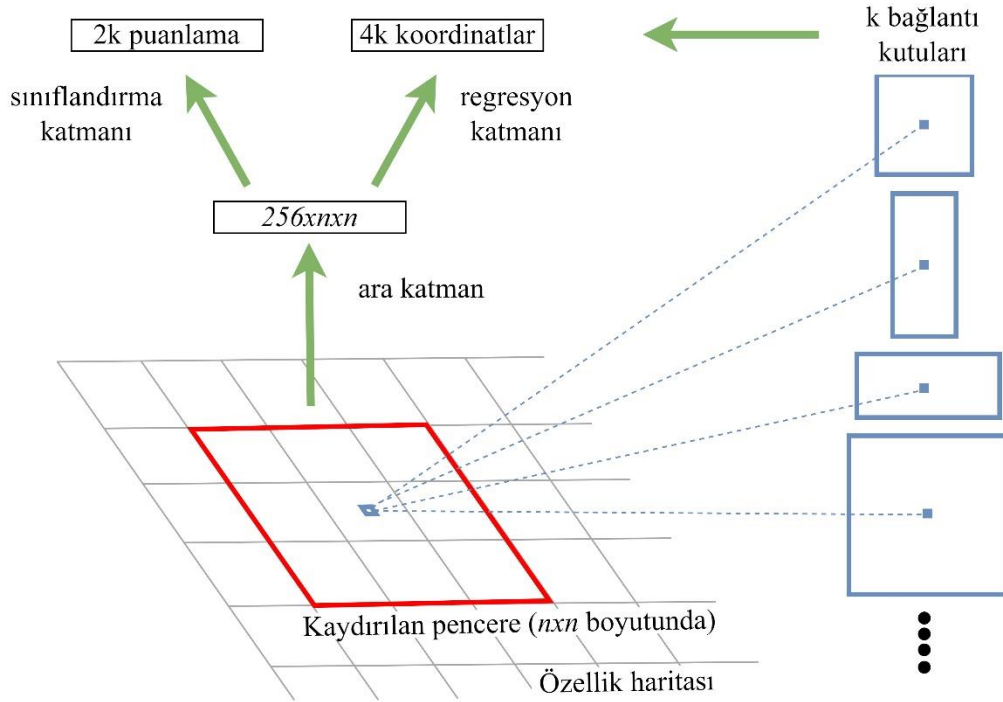 2k puanlama
4k koordinatlar
k bağlantı
kutuları
sınıflandırma
katmanı
regresyon
katmanı
256xnxn
ara katman
Kaydırılan pencere (nxn boyutunda)
Özellik haritası